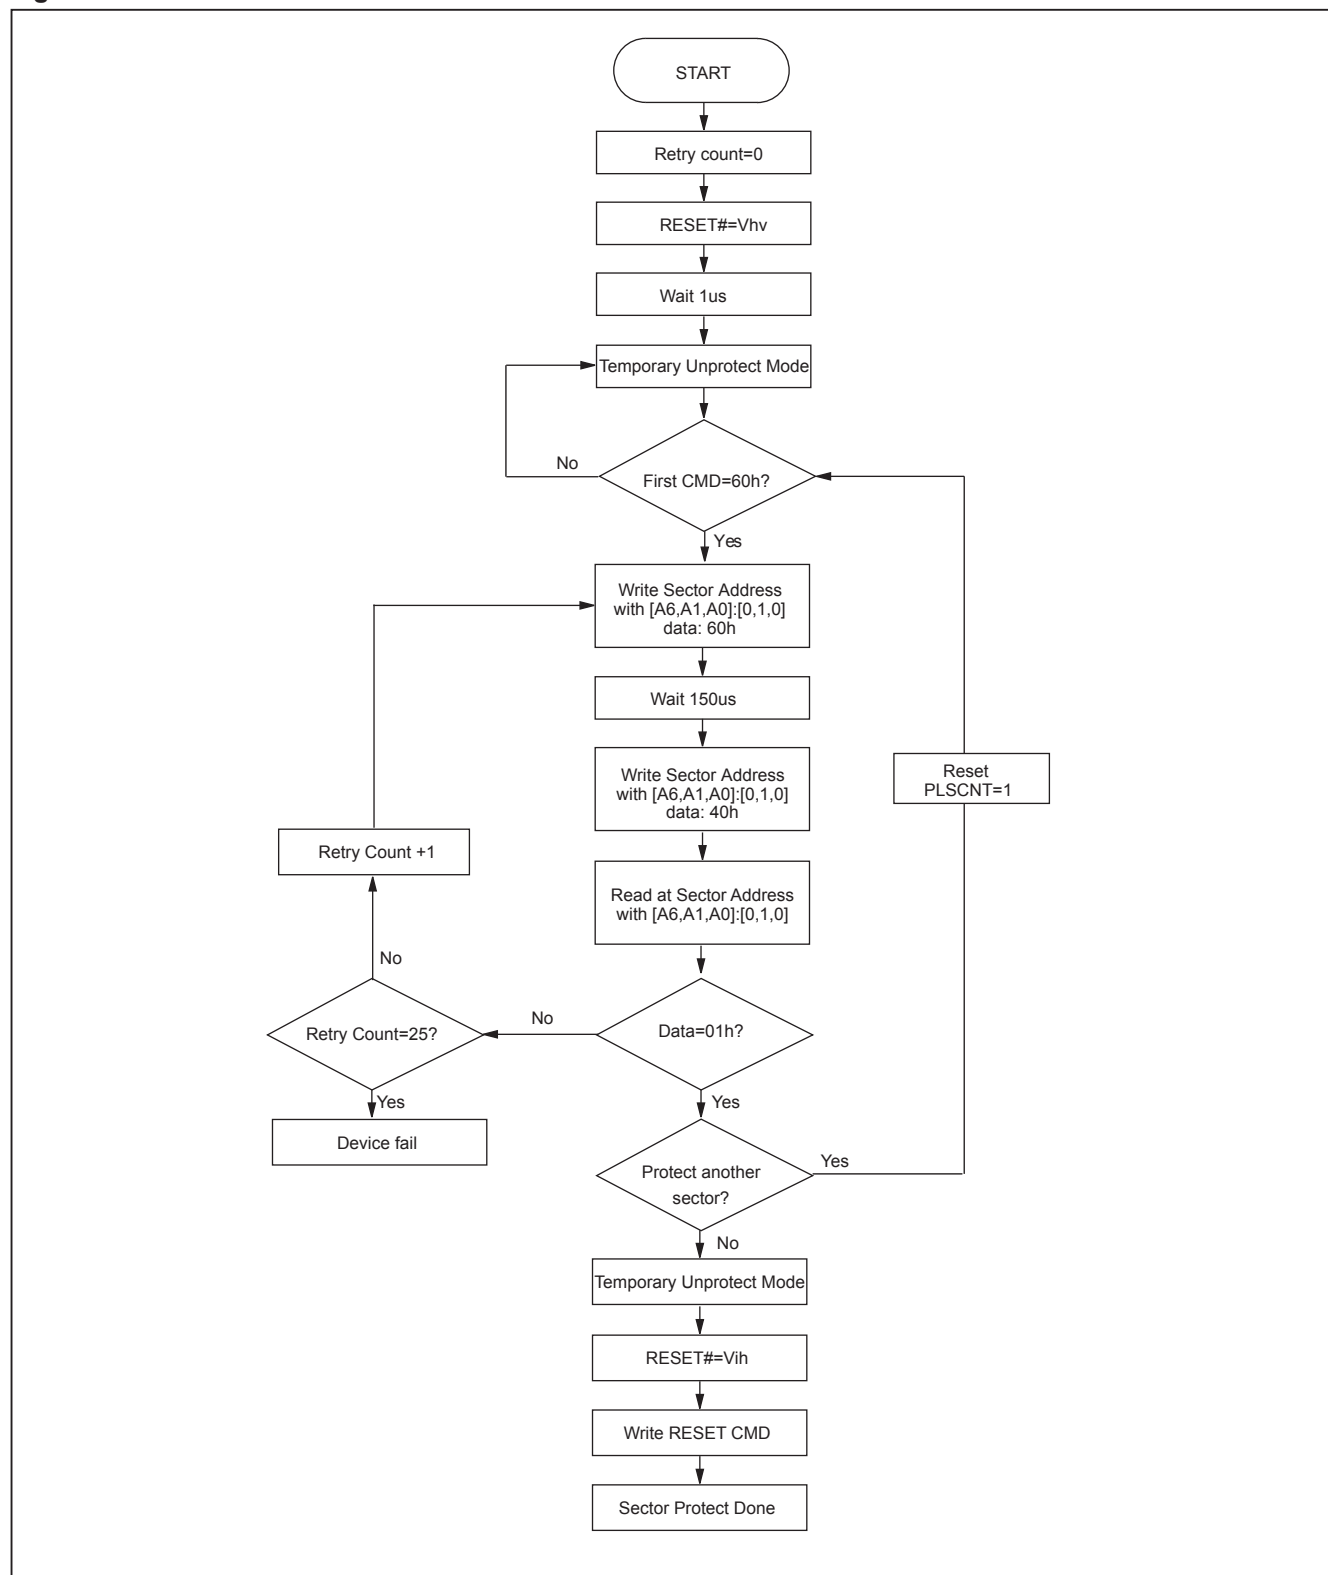 START
Retry count=0
RESET#=Vhv
Wait 1us
Temporary Unprotect Mode
No
First CMD=60h?
Yes
Write Sector Address
with [A6,A1,A0]:[0,1,0]
data: 60h
Wait 150us
Write Sector Address
with [A6,A1,A0]:[0,1,0]
data: 40h
Reset
PLSCNT=1
Retry Count +1
Read at Sector Address
with [A6,A1,A0]:[0,1,0]
No
Retry Count=25?
No
Data=01h?
Yes
Yes
Device fail
Protect another
sector?
Yes
No
Temporary Unprotect Mode
RESET#=Vih
Write RESET CMD
Sector Protect Done